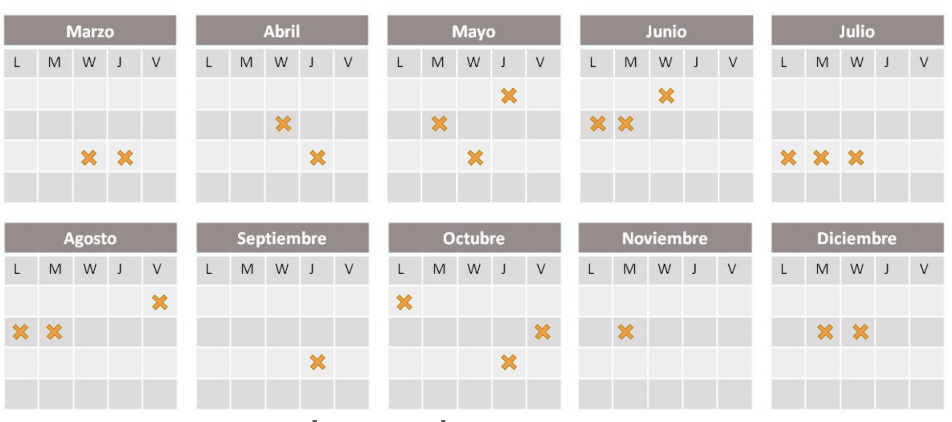 Marzo Abril Mayo Junio Julio
L M W J V L M W J V L M W J V L M W J V L M W J V
Agosto Septiembre Octubre Noviembre Diciembre
L M W J V L M W J V L M W J V L M W J V L M W J V